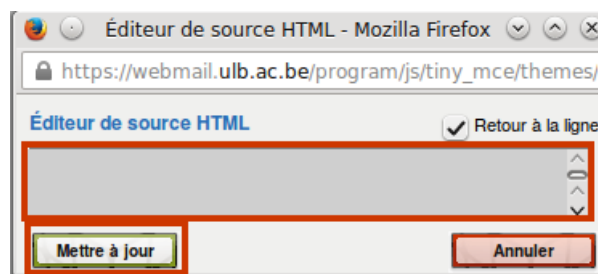 Éditeur de source HTML - Mozilla Firefox
https://webmail.ulb.ac.be/program/js/tiny_mce/themes/
Éditeur de source HTML
Retour à la ligne
Mettre à jour
Annuler